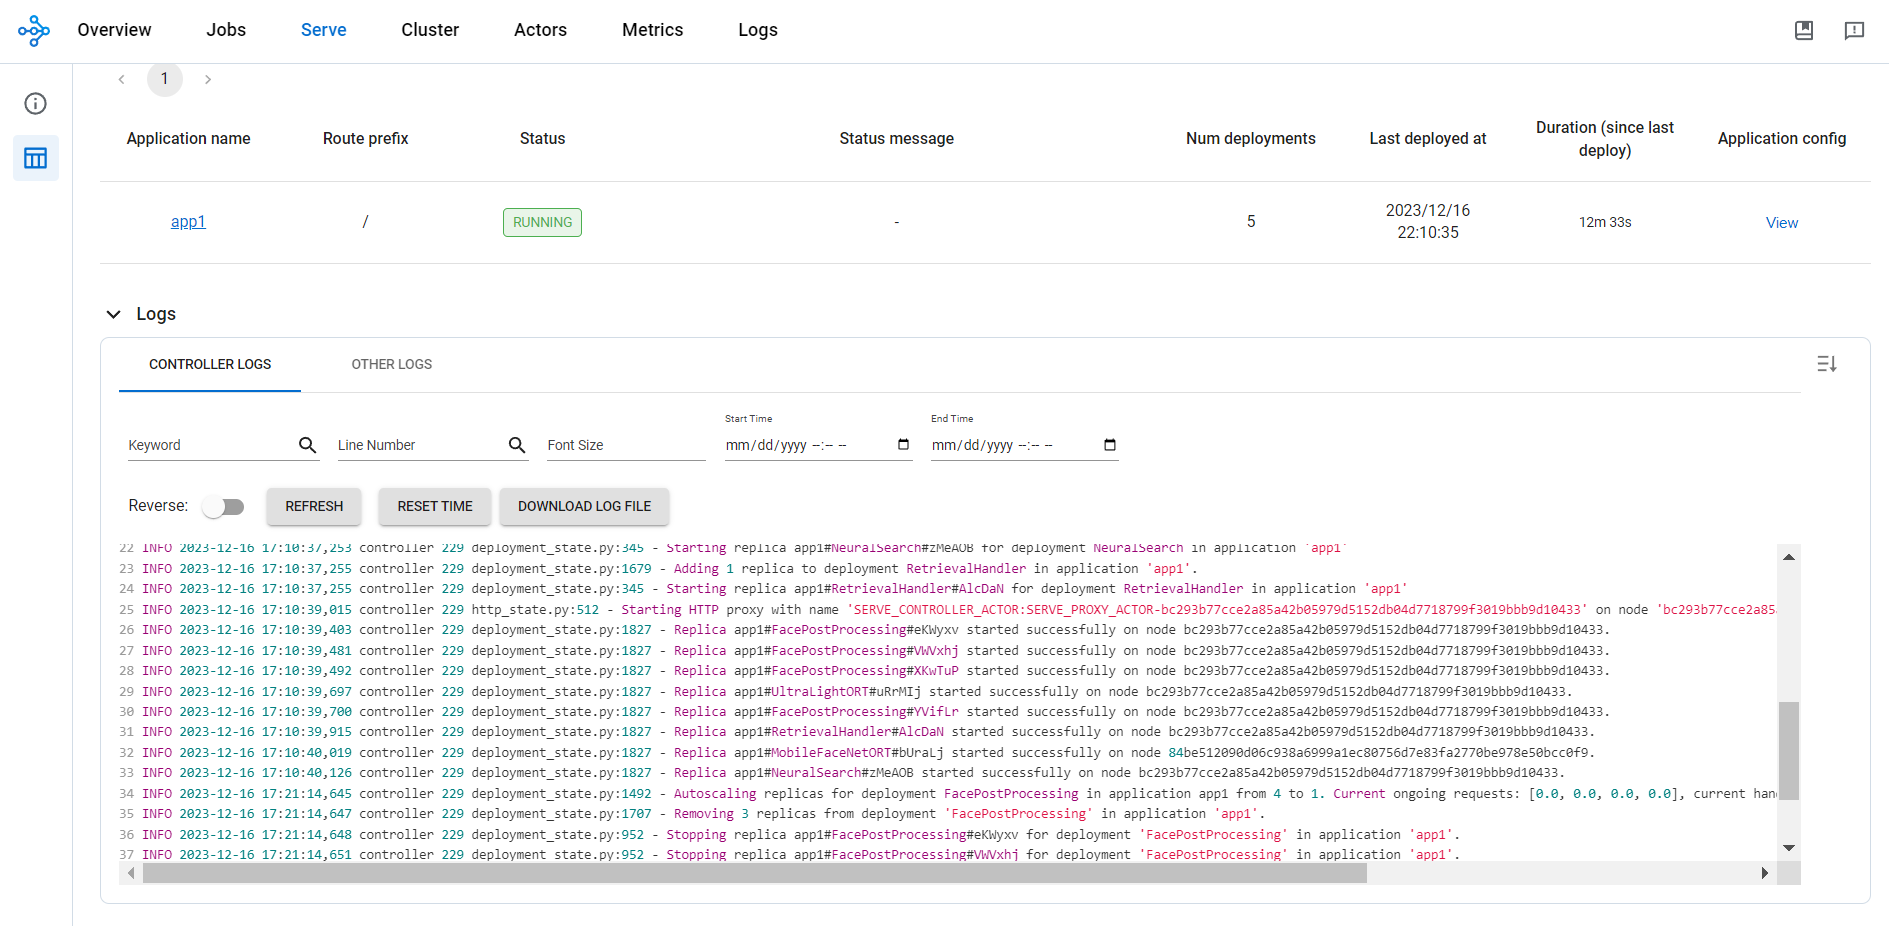 Overview Jobs Serve Cluster Actors Metrics Logs
1
Application name Route prefix Status Status message Num deployments Last deployed at Duration (since last deploy) Application config
app1 / RUNNING - 5 2023/12/16 22:10:35 12m 33s View
Logs
CONTROLLER LOGS OTHER LOGS
Start Time End Time
Keyword Line Number Font Size mm/dd/yyyy --:-- -- mm/dd/yyyy --:-- --
Reverse: REFRESH RESET TIME DOWNLOAD LOG FILE
22 INFO 2023-12-16 17:10:37,253 controller 229 deployment_state.py:345 - Starting replica app1#NeuralSearch#zMeAOB for deployment NeuralSearch in application 'app1'
23 INFO 2023-12-16 17:10:37,255 controller 229 deployment_state.py:1679 - Adding 1 replica to deployment RetrievalHandler in application 'app1'.
24 INFO 2023-12-16 17:10:37,255 controller 229 deployment_state.py:345 - Starting replica app1#RetrievalHandler#AlcDaN for deployment RetrievalHandler in application 'app1'
25 INFO 2023-12-16 17:10:39,015 controller 229 http_state.py:512 - Starting HTTP proxy with name 'SERVE_CONTROLLER_ACTOR:SERVE_PROXY_ACTOR-bc293b77cce2a85a42b05979d5152db04d7718799f3019bbb9d10433' on node 'bc293b77cce2a85a
26 INFO 2023-12-16 17:10:39,403 controller 229 deployment_state.py:1827 - Replica app1#FacePostProcessing#eKWyxv started successfully on node bc293b77cce2a85a42b05979d5152db04d7718799f3019bbb9d10433.
27 INFO 2023-12-16 17:10:39,481 controller 229 deployment_state.py:1827 - Replica app1#FacePostProcessing#VWVxhj started successfully on node bc293b77cce2a85a42b05979d5152db04d7718799f3019bbb9d10433.
28 INFO 2023-12-16 17:10:39,492 controller 229 deployment_state.py:1827 - Replica app1#FacePostProcessing#XKwTuP started successfully on node bc293b77cce2a85a42b05979d5152db04d7718799f3019bbb9d10433.
29 INFO 2023-12-16 17:10:39,697 controller 229 deployment_state.py:1827 - Replica app1#UltraLightORT#uRrMIj started successfully on node bc293b77cce2a85a42b05979d5152db04d7718799f3019bbb9d10433.
30 INFO 2023-12-16 17:10:39,700 controller 229 deployment_state.py:1827 - Replica app1#FacePostProcessing#YVifLr started successfully on node bc293b77cce2a85a42b05979d5152db04d7718799f3019bbb9d10433.
31 INFO 2023-12-16 17:10:39,915 controller 229 deployment_state.py:1827 - Replica app1#RetrievalHandler#AlcDaN started successfully on node bc293b77cce2a85a42b05979d5152db04d7718799f3019bbb9d10433.
32 INFO 2023-12-16 17:10:40,019 controller 229 deployment_state.py:1827 - Replica app1#MobileFaceNetORT#bUraLj started successfully on node 84be512090d06c938a6999a1ec80756d7e83fa2770be978e50bcc0f9.
33 INFO 2023-12-16 17:10:40,126 controller 229 deployment_state.py:1827 - Replica app1#NeuralSearch#zMeAOB started successfully on node bc293b77cce2a85a42b05979d5152db04d7718799f3019bbb9d10433.
34 INFO 2023-12-16 17:21:14,645 controller 229 deployment_state.py:1492 - Autoscaling replicas for deployment FacePostProcessing in application app1 from 4 to 1. Current ongoing requests: [0.0, 0.0, 0.0, 0.0], current han
35 INFO 2023-12-16 17:21:14,647 controller 229 deployment_state.py:1707 - Removing 3 replicas from deployment 'FacePostProcessing' in application 'app1'.
36 INFO 2023-12-16 17:21:14,648 controller 229 deployment_state.py:952 - Stopping replica app1#FacePostProcessing#eKWyxv for deployment 'FacePostProcessing' in application 'app1'.
37 INFO 2023-12-16 17:21:14,651 controller 229 deployment_state.py:952 - Stopping replica app1#FacePostProcessing#VWVxhj for deployment 'FacePostProcessing' in application 'app1'.